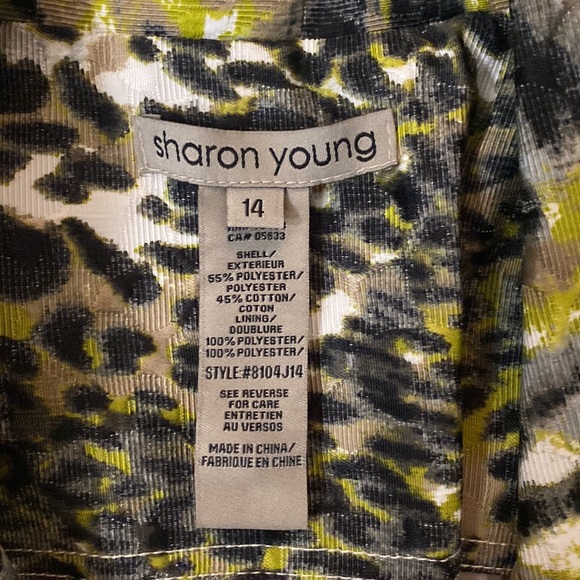 sharon young
14
CA# 05633
SHELL/
EXTERIEUR
55% POLYESTER/
POLYESTER
45% COTTON/
COTON
LINING/
DOUBLURE
100% POLYESTER/
100% POLYESTER
STYLE:#8104J14
SEE REVERSE
FOR CARE
ENTRETIEN
AU VERSOS
MADE IN CHINA/
FABRIQUE EN CHINE